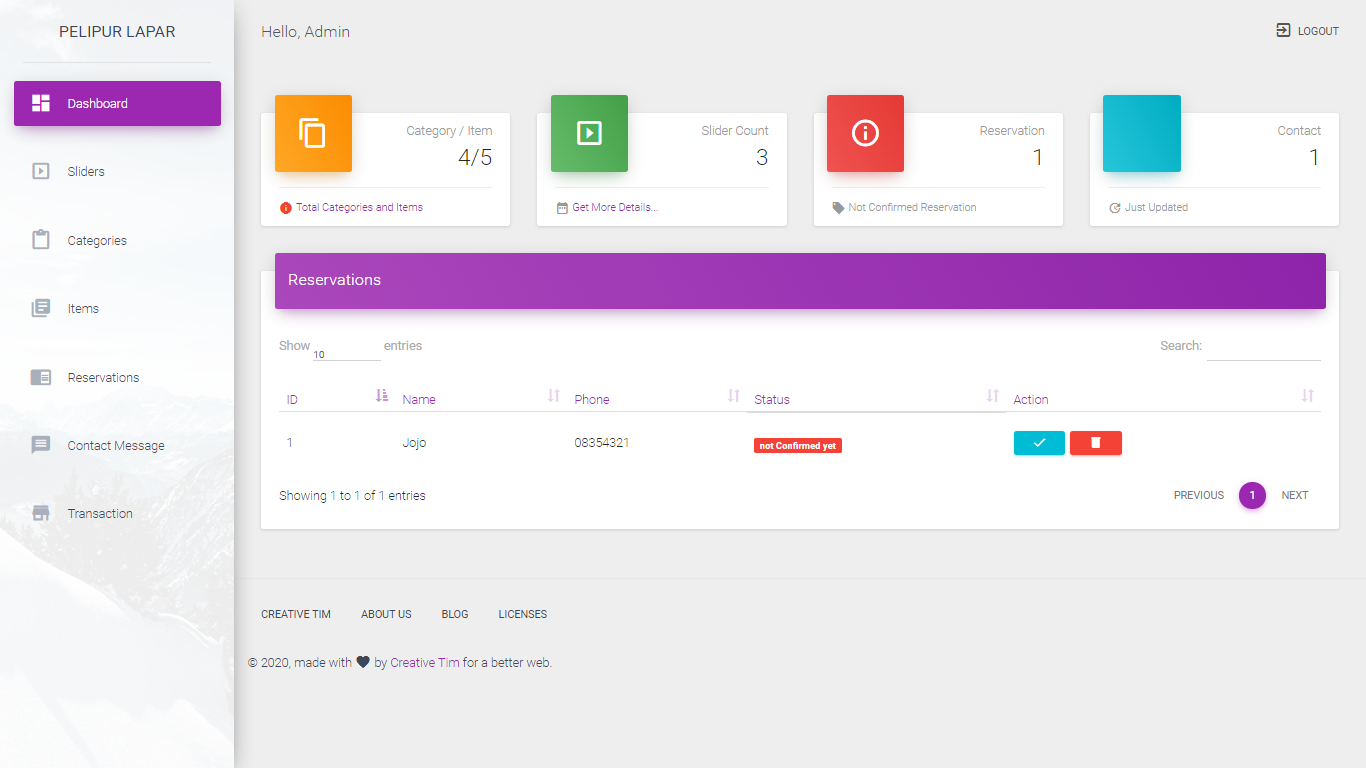 PELIPUR LAPAR
Dashboard
Sliders
Categories
Items
Reservations
Contact Message
Transaction
Hello, Admin
LOGOUT
Category / Item
4/5
Total Categories and Items
Slider Count
3
Get More Details...
Reservation
1
Not Confirmed Reservation
Contact
1
Just Updated
Reservations
Show 10 entries
Search:
ID Name Phone Status Action
1 Jojo 08354321 not Confirmed yet
Showing 1 to 1 of 1 entries
PREVIOUS 1 NEXT
CREATIVE TIM ABOUT US BLOG LICENSES
© 2020, made with by Creative Tim for a better web.